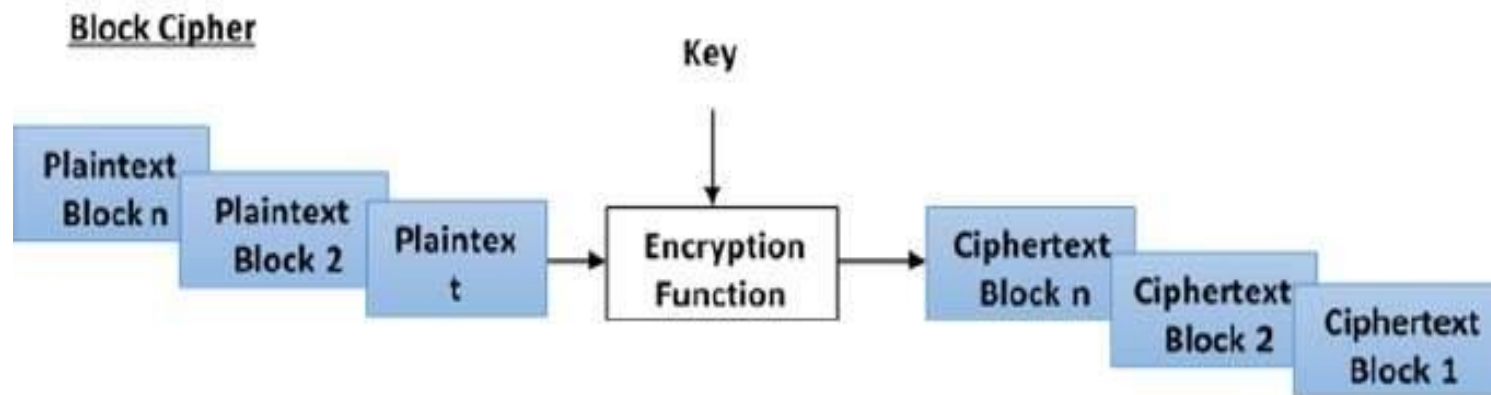 Block Cipher
Key
Plaintext
Block n
Plaintext
Block 2
Plaintex
t
Encryption
Function
Ciphertext
Block n
Ciphertext
Block 2
Ciphertext
Block 1